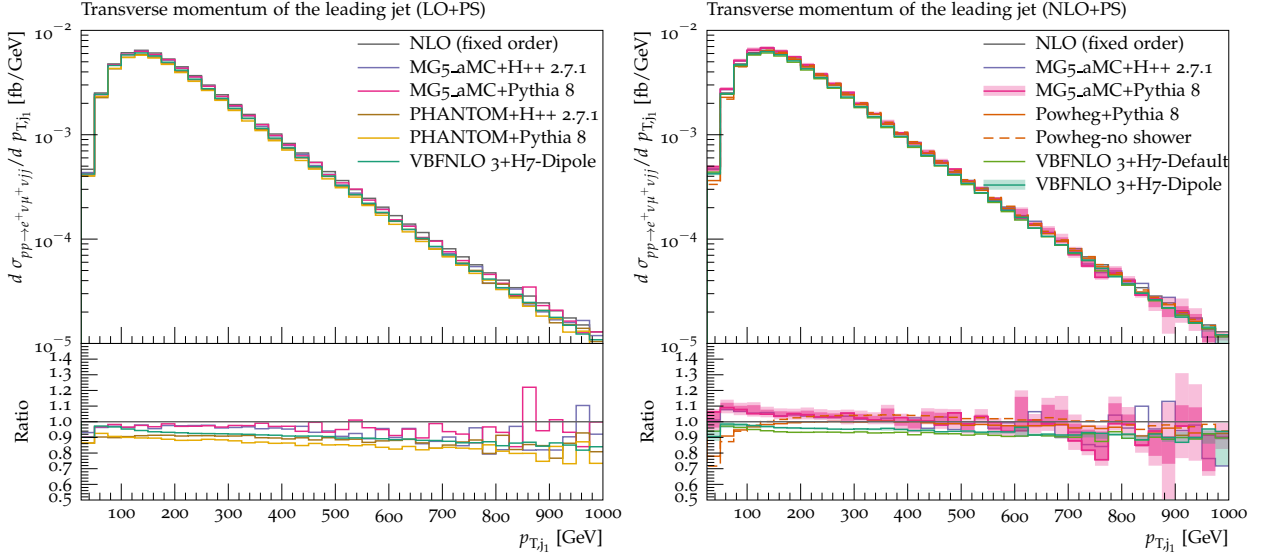 Transverse momentum of the leading jet (LO+PS)
d σpp→e+νμ+νjj/d pT,j1 [fb/GeV]
10−2
10−3
10−4
10−5
NLO (fixed order)
MG5_aMC+H++ 2.7.1
MG5_aMC+Pythia 8
PHANTOM+H++ 2.7.1
PHANTOM+Pythia 8
VBFNLO 3+H7-Dipole
Ratio
1.4
1.3
1.2
1.1
1.0
0.9
0.8
0.7
0.6
0.5
100 200 300 400 500 600 700 800 900 1000
pT,j1 [GeV]
Transverse momentum of the leading jet (NLO+PS)
d σpp→e+νμ+νjj/d pT,j1 [fb/GeV]
10−2
10−3
10−4
10−5
NLO (fixed order)
MG5_aMC+H++ 2.7.1
MG5_aMC+Pythia 8
Powheg+Pythia 8
Powheg-no shower
VBFNLO 3+H7-Default
VBFNLO 3+H7-Dipole
Ratio
1.4
1.3
1.2
1.1
1.0
0.9
0.8
0.7
0.6
0.5
100 200 300 400 500 600 700 800 900 1000
pT,j1 [GeV]